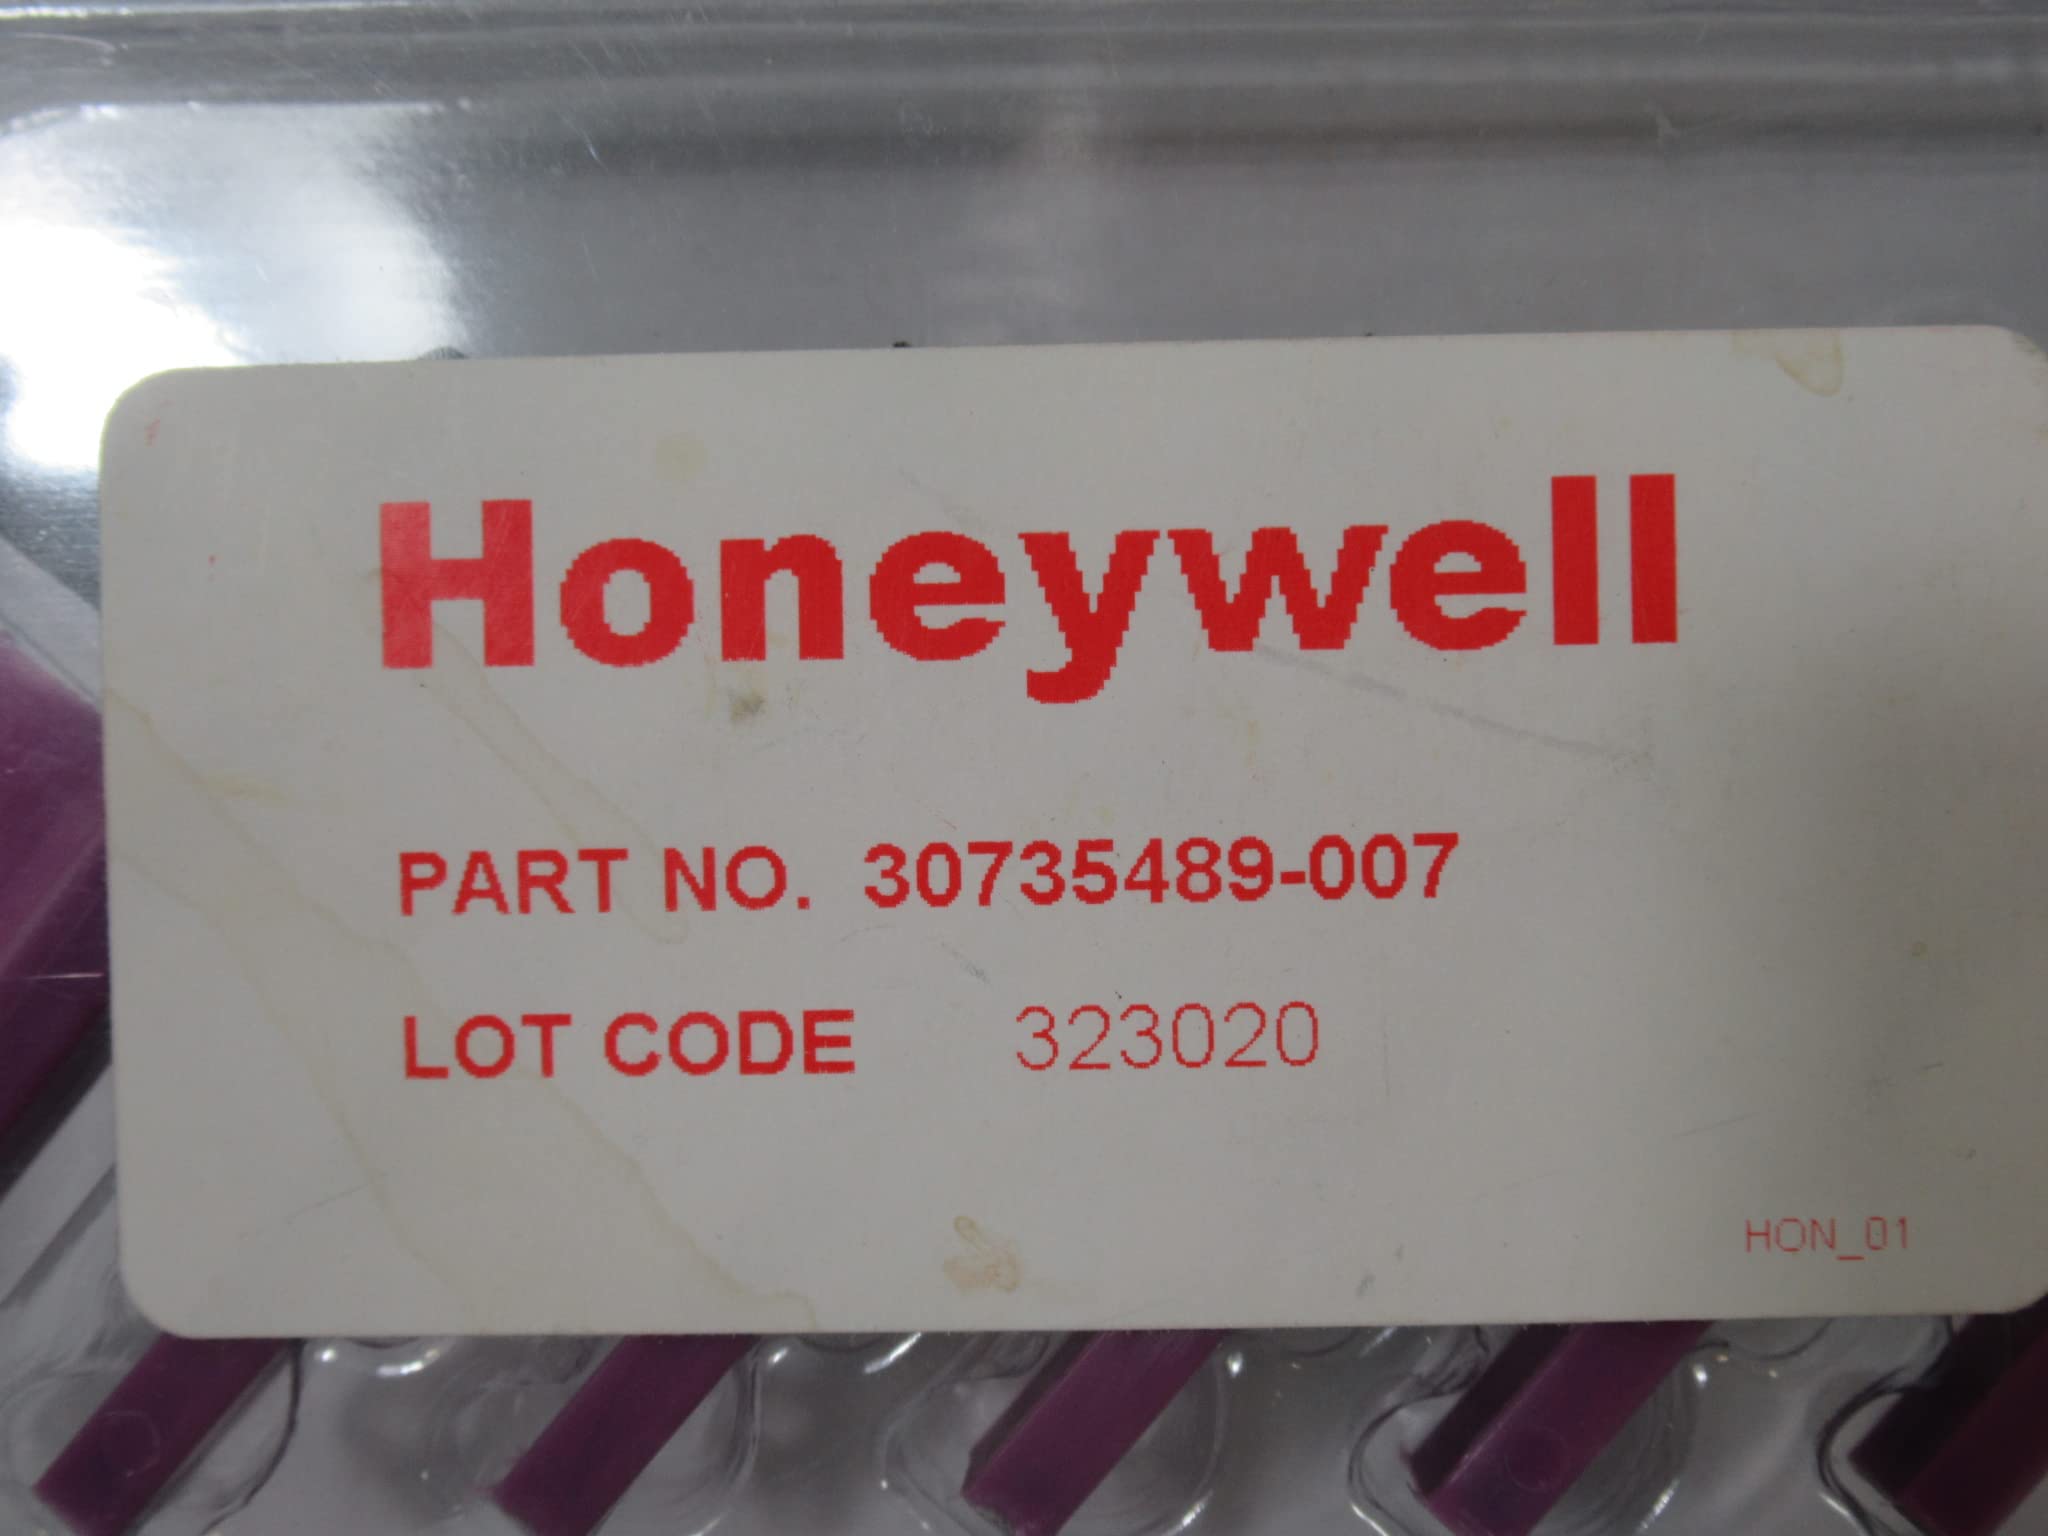 Honeywell
PART NO. 30735489-007
LOT CODE 323020
HON_01